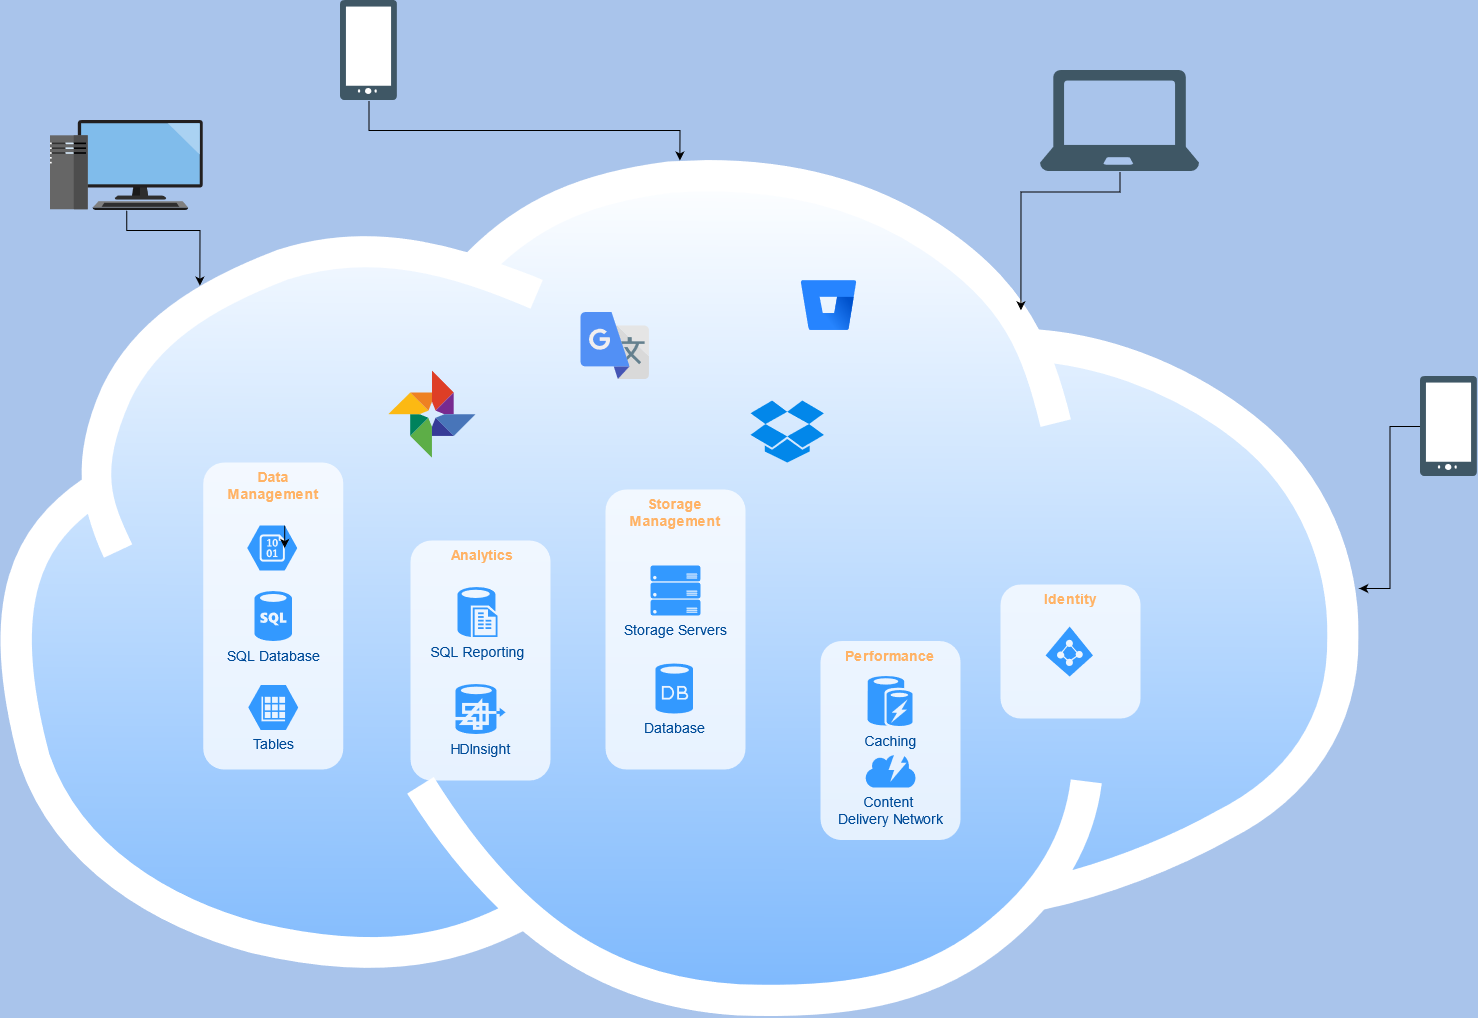 G
文
Data
Management
10
01
SQL
SQL Database
Tables
Analytics
SQL Reporting
HDInsight
Storage
Management
Storage Servers
DB
Database
Performance
Caching
Content
Delivery Network
Identity